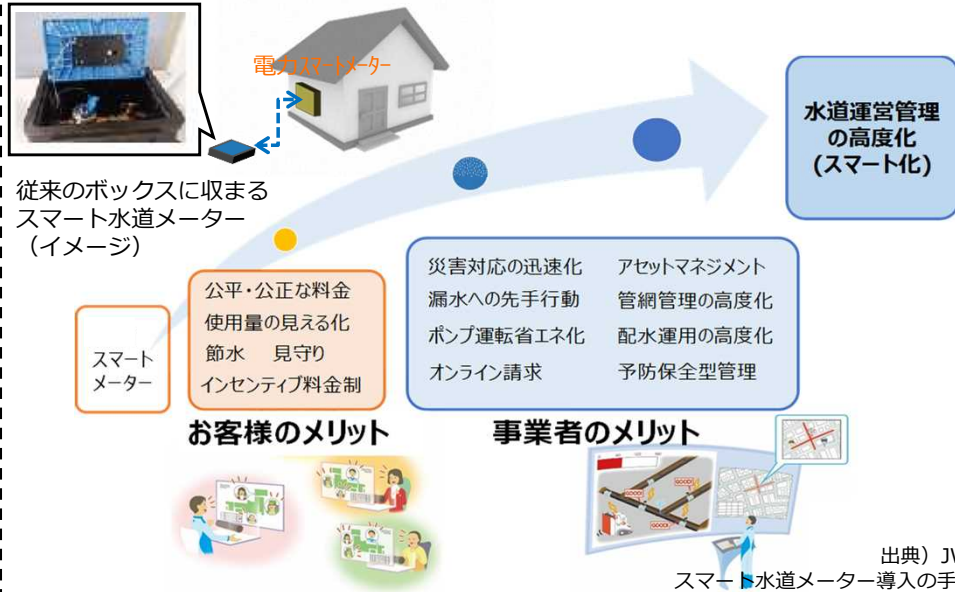 電力スマートメーター
従来のボックスに収まる
スマート水道メーター
（イメージ）
水道運営管理
の高度化
(スマート化)
スマート
メーター
公平・公正な料金
使用量の見える化
節水　見守り
インセンティブ料金制
お客様のメリット
災害対応の迅速化　アセットマネジメント
漏水への先手行動　管網管理の高度化
ポンプ運転省エネ化　配水運用の高度化
オンライン請求　予防保全型管理
事業者のメリット
GOOD!
GOOD!
GOOD!
出典）JW
スマート水道メーター導入の手